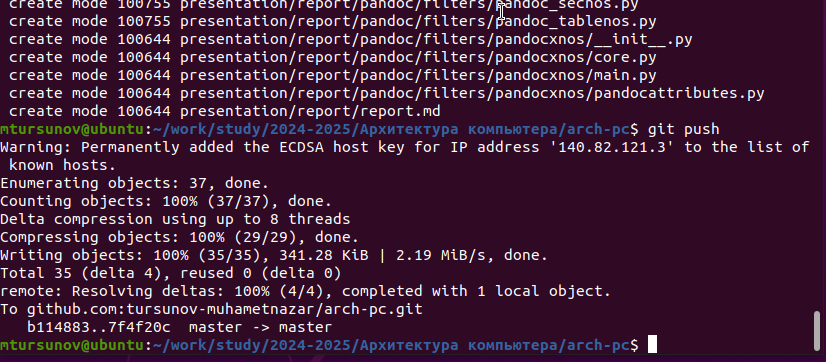 create mode 100755 presentation/report/pandoc/filters/pandoc_secnos.py
create mode 100755 presentation/report/pandoc/filters/pandoc_tablenos.py
create mode 100644 presentation/report/pandoc/filters/pandocxnos/__init__.py
create mode 100644 presentation/report/pandoc/filters/pandocxnos/core.py
create mode 100644 presentation/report/pandoc/filters/pandocxnos/main.py
create mode 100644 presentation/report/pandoc/filters/pandocxnos/pandocattributes.py
create mode 100644 presentation/report/report.md
mtursunov@ubuntu:~/work/study/2024-2025/Архитектура компьютера/arch-pc$ git push
Warning: Permanently added the ECDSA host key for IP address '140.82.121.3' to the list of
known hosts.
Enumerating objects: 37, done.
Counting objects: 100% (37/37), done.
Delta compression using up to 8 threads
Compressing objects: 100% (29/29), done.
Writing objects: 100% (35/35), 341.28 KiB | 2.19 MiB/s, done.
Total 35 (delta 4), reused 0 (delta 0)
remote: Resolving deltas: 100% (4/4), completed with 1 local object.
To github.com:tursunov-muhametnazar/arch-pc.git
b114883..7f4f20c  master -> master
mtursunov@ubuntu:~/work/study/2024-2025/Архитектура компьютера/arch-pc$